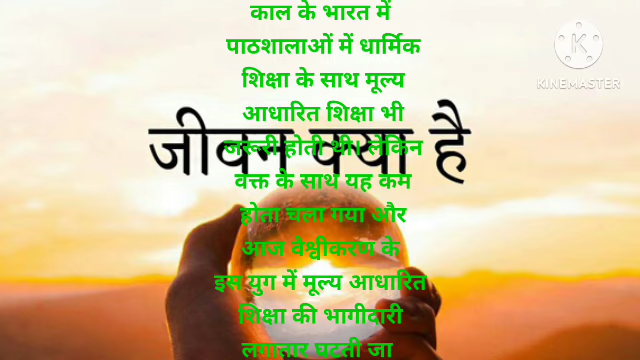 काल के भारत में
पाठशालाओं में धार्मिक
शिक्षा के साथ मूल्य
आधारित शिक्षा भी
जरूरी होती थी। लेकिन
वक्त के साथ यह कम
होता चला गया और
आज वैश्वीकरण के
इस युग में मूल्य आधारित
शिक्षा की भागीदारी
लगातार घटती जा
जीवन क्या है
KINEMASTER